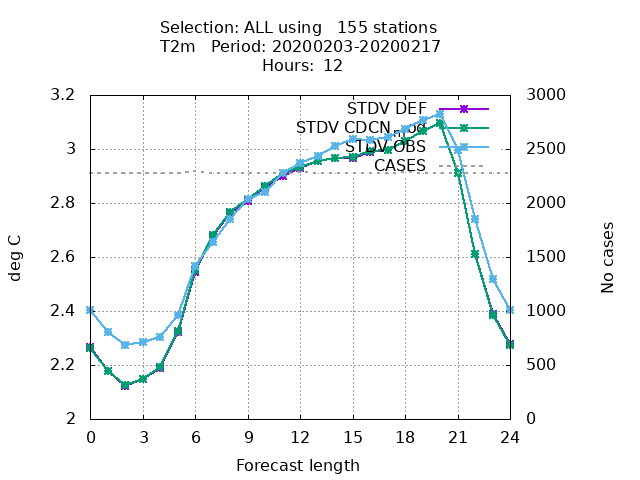 Selection: ALL using 155 stations
T2m Period: 20200203-20200217
Hours: 12
3.2
3
2.8
2.6
2.4
2.2
2
3000
2500
2000
1500
1000
500
0
STDV DEF
STDV CDCN_mod
STDV OBS
CASES
deg C
No cases
0 3 6 9 12 15 18 21 24
Forecast length